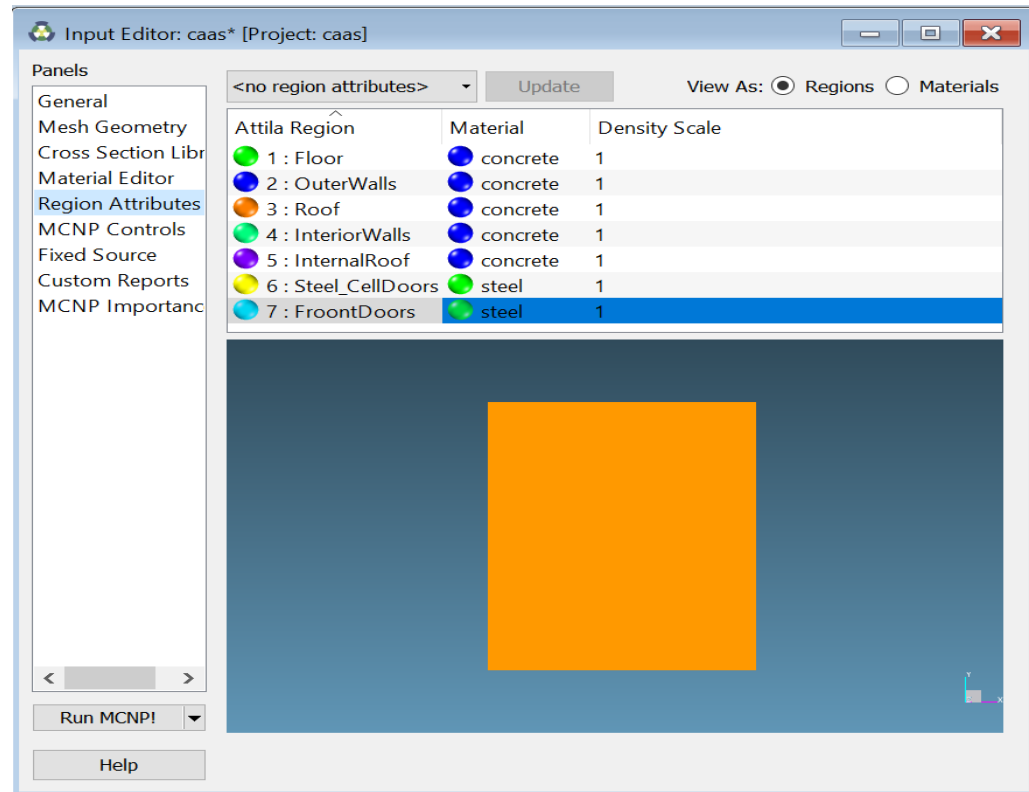 Input Editor: caas* [Project: caas]
Panels
General
Mesh Geometry
Cross Section Libr
Material Editor
Region Attributes
MCNP Controls
Fixed Source
Custom Reports
MCNP Importanc
<no region attributes> Update View As: Regions Materials
Attila Region Material Density Scale
1 : Floor concrete 1
2 : OuterWalls concrete 1
3 : Roof concrete 1
4 : InteriorWalls concrete 1
5 : InternalRoof concrete 1
6 : Steel_CellDoors steel 1
7 : FroontDoors steel 1
Y
X
Run MCNP!
Help